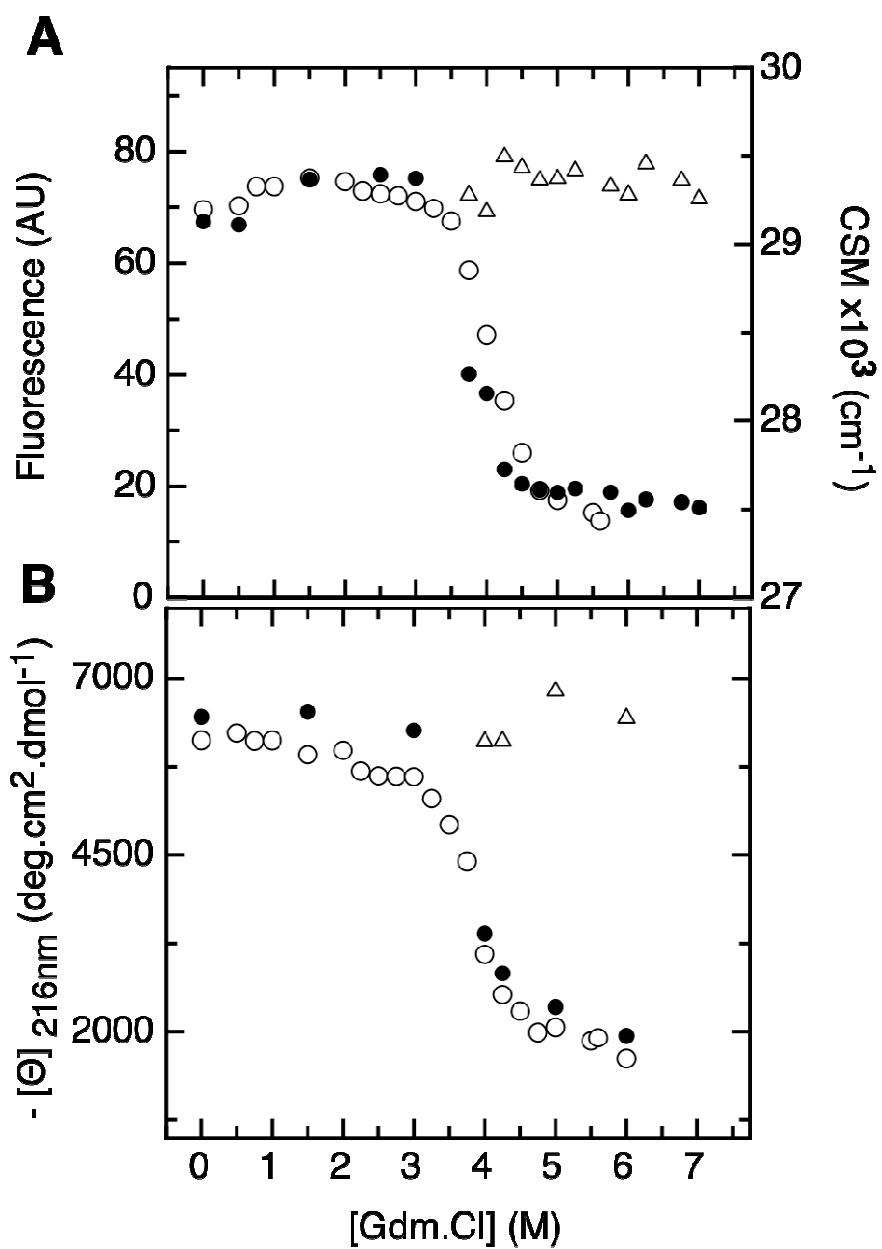 A
30
80
29
60
Fluorescence (AU)
CSM x10³ (cm⁻¹)
40
28
20
0
27
B
7000
4500
2000
- [Θ] 216nm (deg.cm².dmol⁻¹)
0 1 2 3 4 5 6 7
[Gdm.Cl] (M)